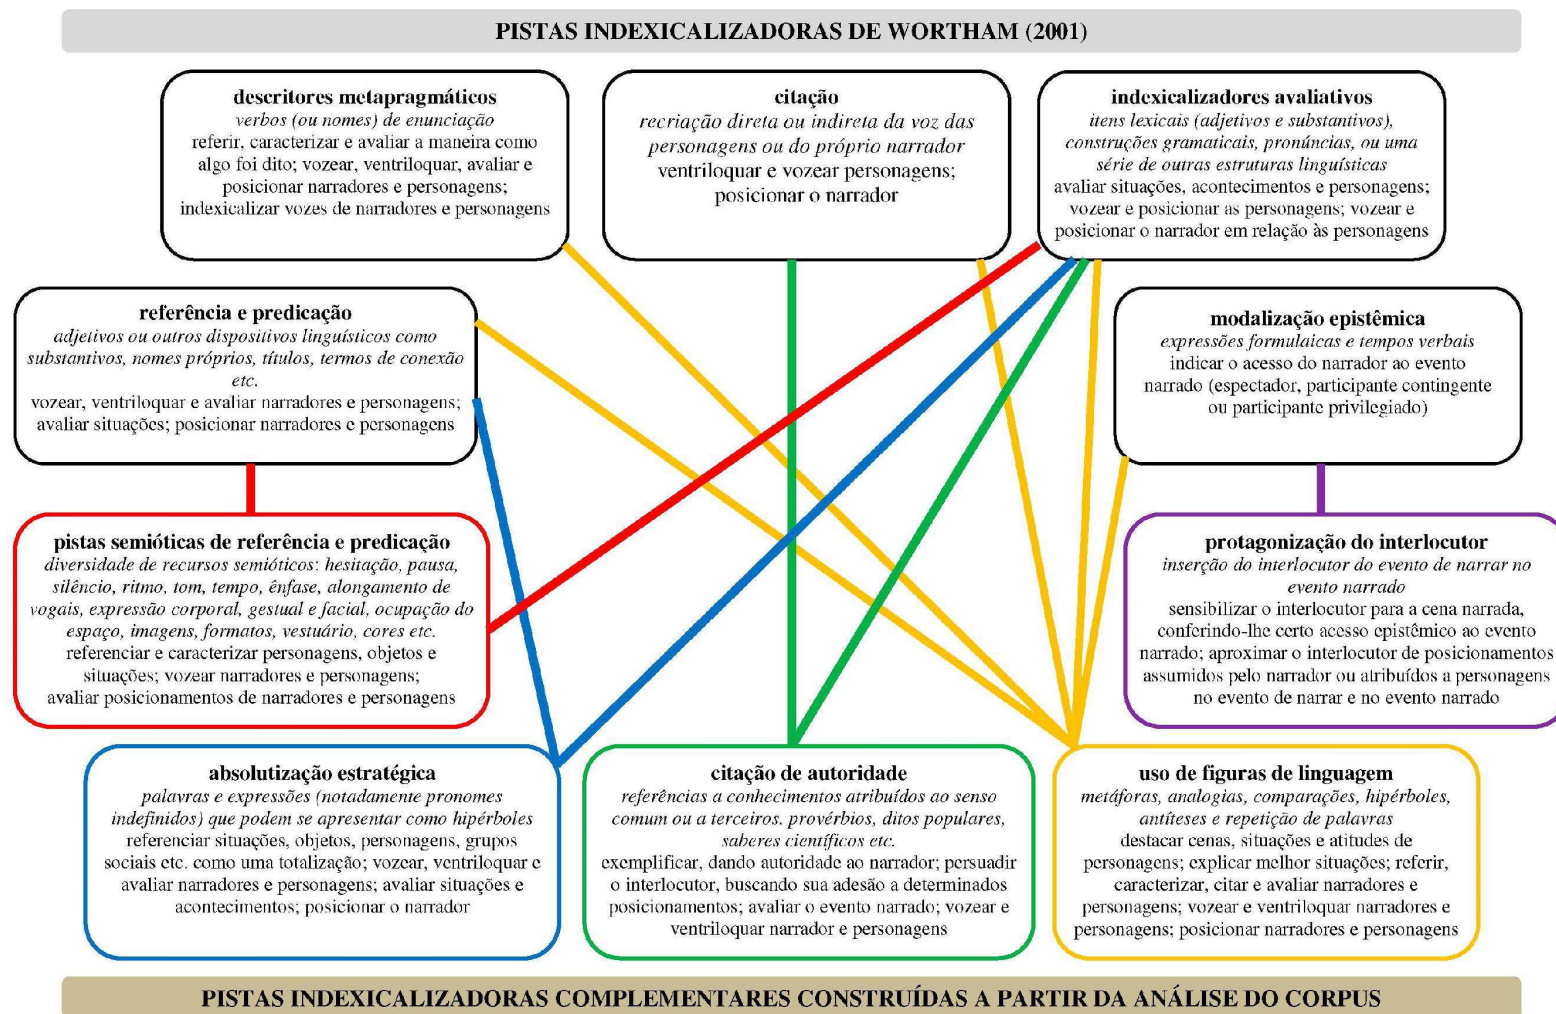 PISTAS INDEXICALIZADORAS DE WORTHAM (2001)
descritores metapragmáticos
verbos (ou nomes) de enunciação
referir, caracterizar e avaliar a maneira como
algo foi dito; vozear, ventriloquar, avaliar e
posicionar narradores e personagens;
indexicalizar vozes de narradores e personagens
citação
recriação direta ou indireta da voz das
personagens ou do próprio narrador
ventriloquar e vozear personagens;
posicionar o narrador
indexicalizadores avaliativos
itens lexicais (adjetivos e substantivos),
construções gramaticais, pronúncias, ou uma
série de outras estruturas linguísticas
avaliar situações, acontecimentos e personagens;
vozear e posicionar as personagens; vozear e
posicionar o narrador em relação às personagens
referência e predicação
adjetivos ou outros dispositivos linguísticos como
substantivos, nomes próprios, títulos, termos de conexão
etc.
vozear, ventriloquar e avaliar narradores e personagens;
avaliar situações; posicionar narradores e personagens
modalização epistêmica
expressões formulaicas e tempos verbais
indicar o acesso do narrador ao evento
narrado (espectador, participante contingente
ou participante privilegiado)
pistas semióticas de referência e predicação
diversidade de recursos semióticos: hesitação, pausa,
silêncio, ritmo, tom, tempo, ênfase, alongamento de
vogais, expressão corporal, gestual e facial, ocupação do
espaço, imagens, formatos, vestuário, cores etc.
referenciar e caracterizar personagens, objetos e
situações; vozear narradores e personagens;
avaliar posicionamentos de narradores e personagens
protagonização do interlocutor
inserção do interlocutor do evento de narrar no
evento narrado
sensibilizar o interlocutor para a cena narrada,
conferindo-lhe certo acesso epistêmico ao evento
narrado; aproximar o interlocutor de posicionamentos
assumidos pelo narrador ou atribuídos a personagens
no evento de narrar e no evento narrado
absolutização estratégica
palavras e expressões (notadamente pronomes
indefinidos) que podem se apresentar como hipérboles
referenciar situações, objetos, personagens, grupos
sociais etc. como uma totalização; vozear, ventriloquar e
avaliar narradores e personagens; avaliar situações e
acontecimentos; posicionar o narrador
citação de autoridade
referências a conhecimentos atribuídos ao senso
comum ou a terceiros. provérbios, ditos populares,
saberes científicos etc.
exemplificar, dando autoridade ao narrador; persuadir
o interlocutor, buscando sua adesão a determinados
posicionamentos; avaliar o evento narrado; vozear e
ventriloquar narrador e personagens
uso de figuras de linguagem
metáforas, analogias, comparações, hipérboles,
antíteses e repetição de palavras
destacar cenas, situações e atitudes de
personagens; explicar melhor situações; referir,
caracterizar, citar e avaliar narradores e
personagens; vozear e ventriloquar narradores e
personagens; posicionar narradores e personagens
PISTAS INDEXICALIZADORAS COMPLEMENTARES CONSTRUÍDAS A PARTIR DA ANÁLISE DO CORPUS